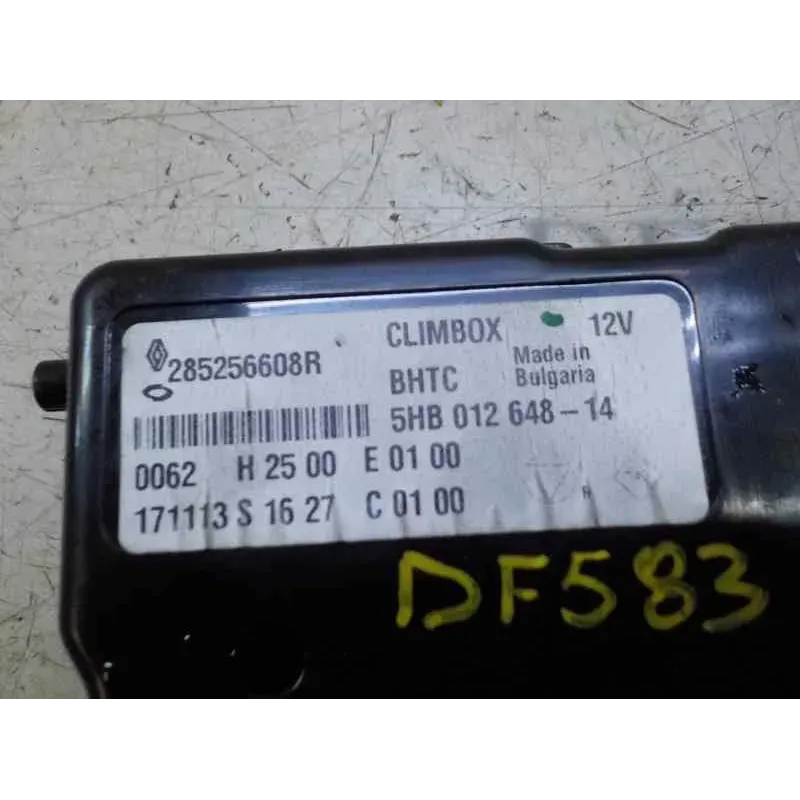 285256608R
CLIMBOX 12V
BHTC Made in Bulgaria
5HB 012 648-14
0062 H 25 00 E 01 00
171113 S 16 27 C 01 00
DF583